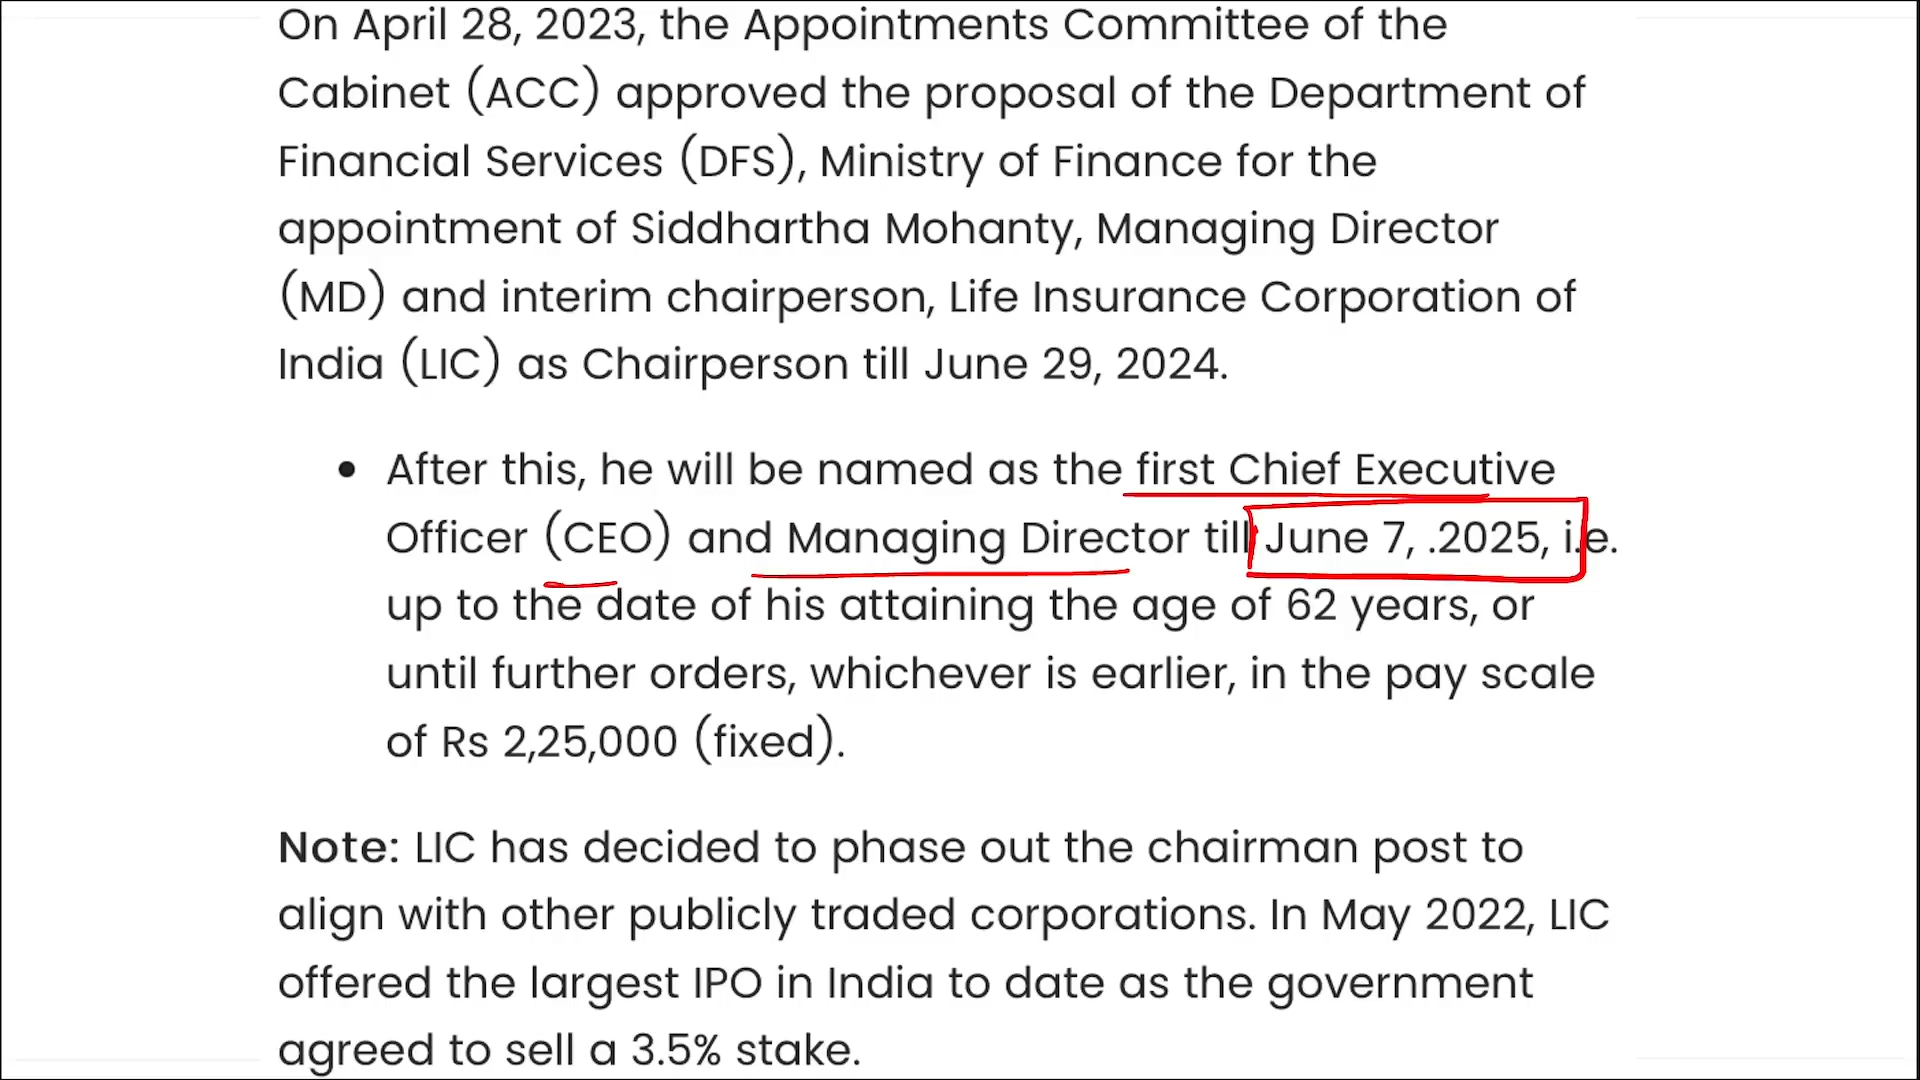 On April 28, 2023, the Appointments Committee of the
Cabinet (ACC) approved the proposal of the Department of
Financial Services (DFS), Ministry of Finance for the
appointment of Siddhartha Mohanty, Managing Director
(MD) and interim chairperson, Life Insurance Corporation of
India (LIC) as Chairperson till June 29, 2024.
• After this, he will be named as the first Chief Executive
Officer (CEO) and Managing Director till June 7, .2025, i.e.
up to the date of his attaining the age of 62 years, or
until further orders, whichever is earlier, in the pay scale
of Rs 2,25,000 (fixed).
Note: LIC has decided to phase out the chairman post to
align with other publicly traded corporations. In May 2022, LIC
offered the largest IPO in India to date as the government
agreed to sell a 3.5% stake.